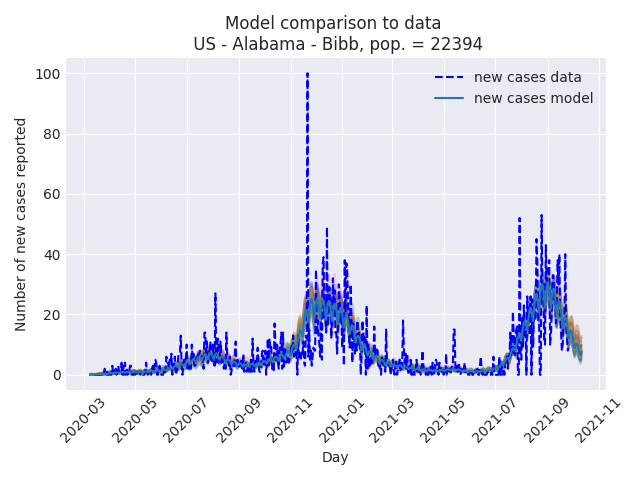 Model comparison to data
US - Alabama - Bibb, pop. = 22394
new cases data
new cases model
Number of new cases reported
100
80
60
40
20
0
2020-03
2020-05
2020-07
2020-09
2020-11
2021-01
2021-03
2021-05
2021-07
2021-09
2021-11
Day